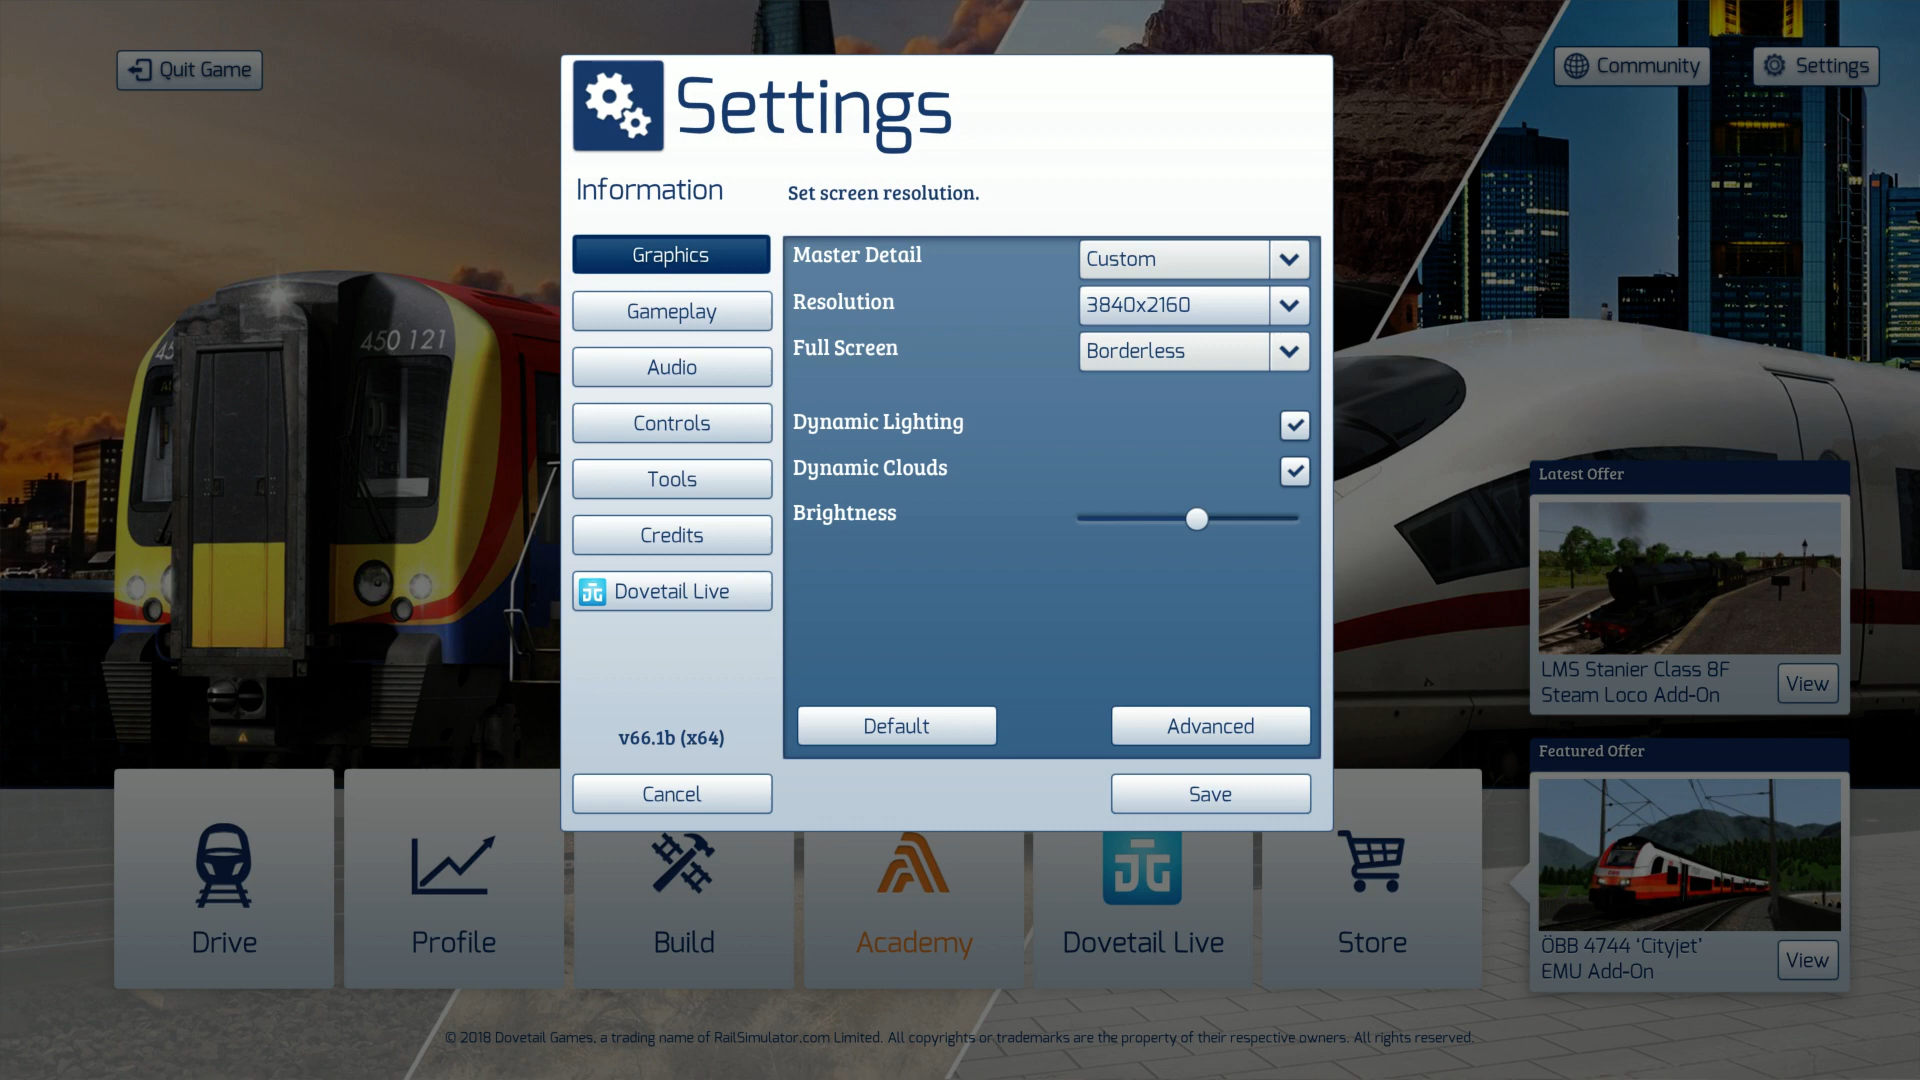 Quit Game
Community
Settings
Settings
Information
Set screen resolution.
Graphics
Gameplay
Audio
Controls
Tools
Credits
Dovetail Live
v66.1b (x64)
Cancel
Master Detail
Custom
Resolution
3840x2160
Full Screen
Borderless
Dynamic Lighting
Dynamic Clouds
Brightness
Default
Advanced
Save
450 121
45
Latest Offer
LMS Stanier Class 8F
Steam Loco Add-On
View
Featured Offer
ÖBB 4744 'Cityjet'
EMU Add-On
View
Drive
Profile
Build
Academy
Dovetail Live
Store
© 2018 Dovetail Games, a trading name of RailSimulator.com Limited. All copyrights or trademarks are the property of their respective owners. All rights reserved.